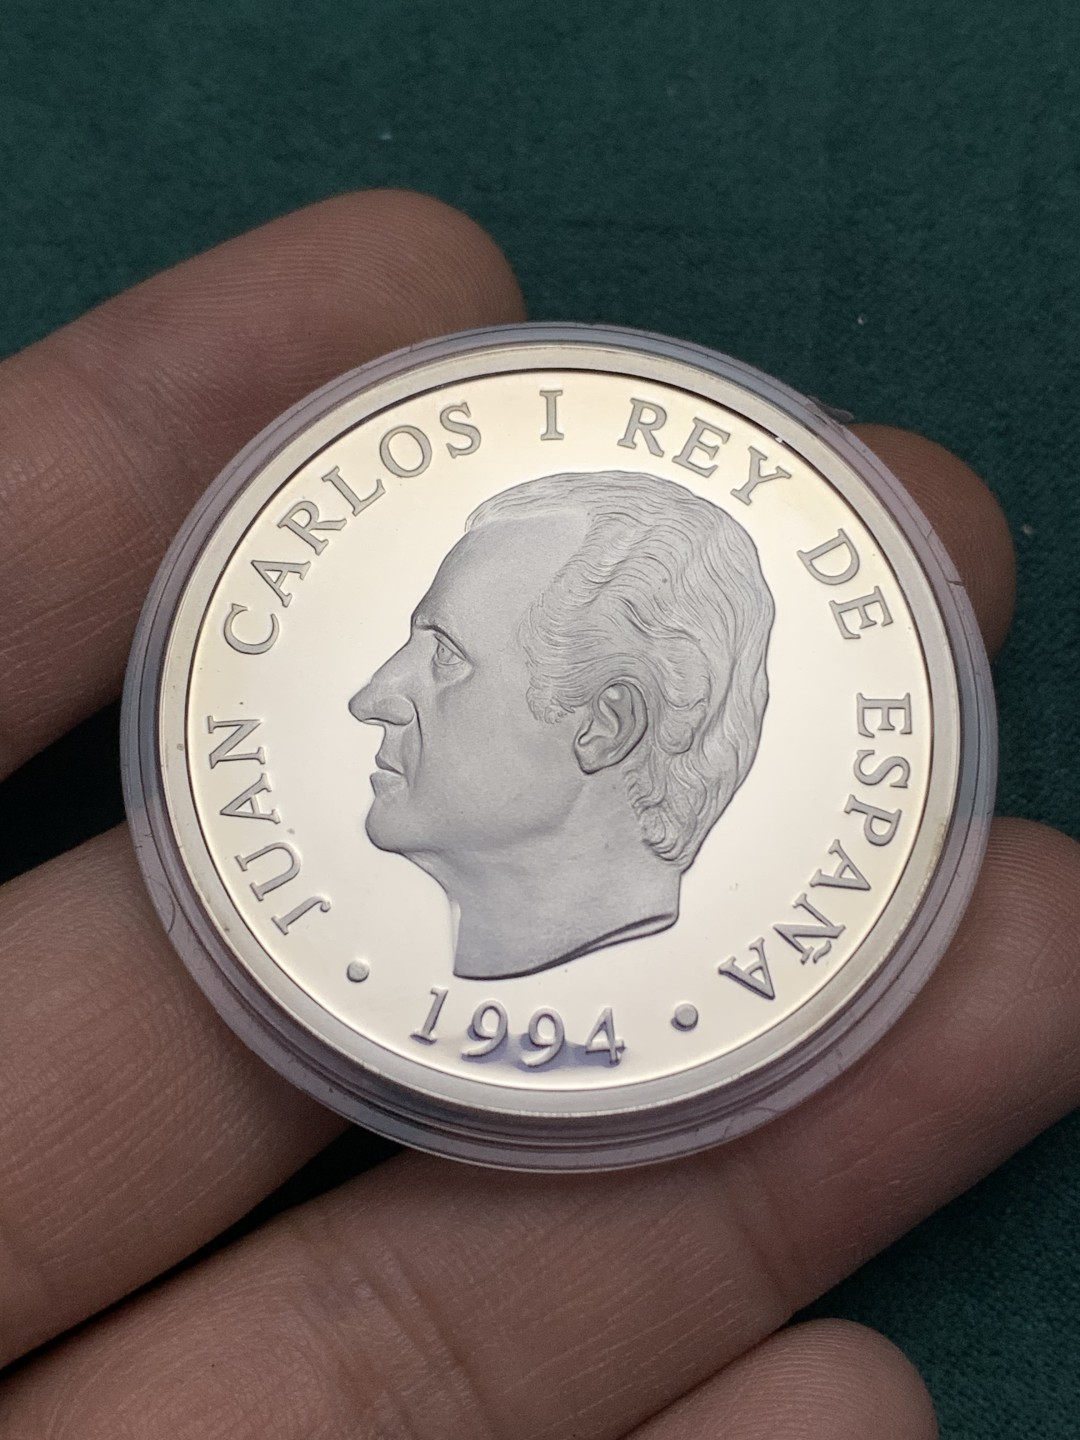 JUAN CARLOS I REY DE ESPAÑA
• 1994 •